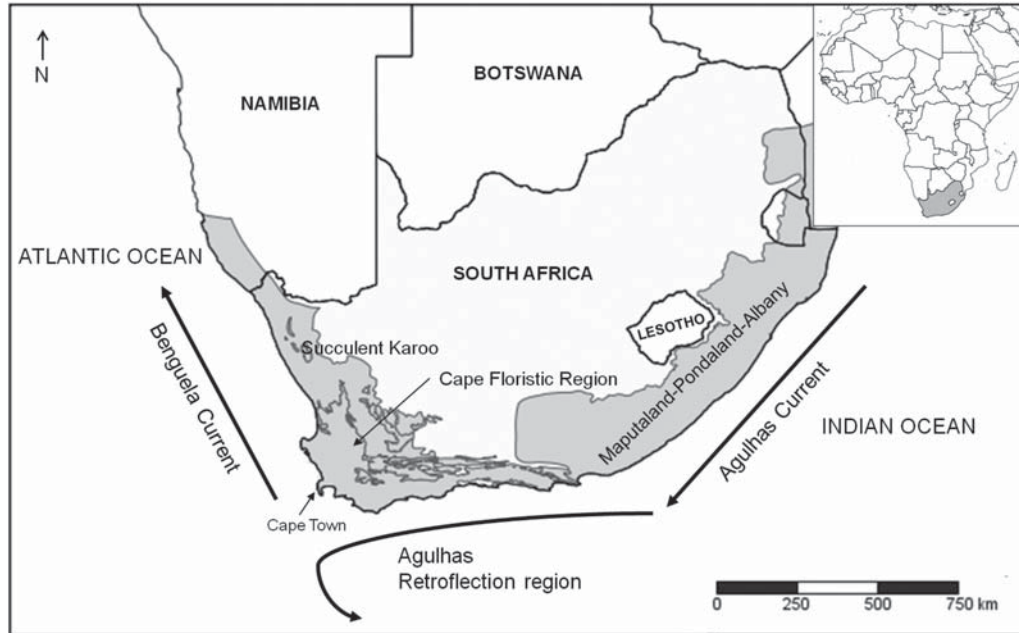 N
NAMIBIA
BOTSWANA
ATLANTIC OCEAN
SOUTH AFRICA
LESOTHO
Maputaland-Pondaland-Albany
Benguela Current
Succulent Karoo
Cape Floristic Region
Agulhas Current
INDIAN OCEAN
Cape Town
Agulhas
Retroflection region
0 250 500 750 km